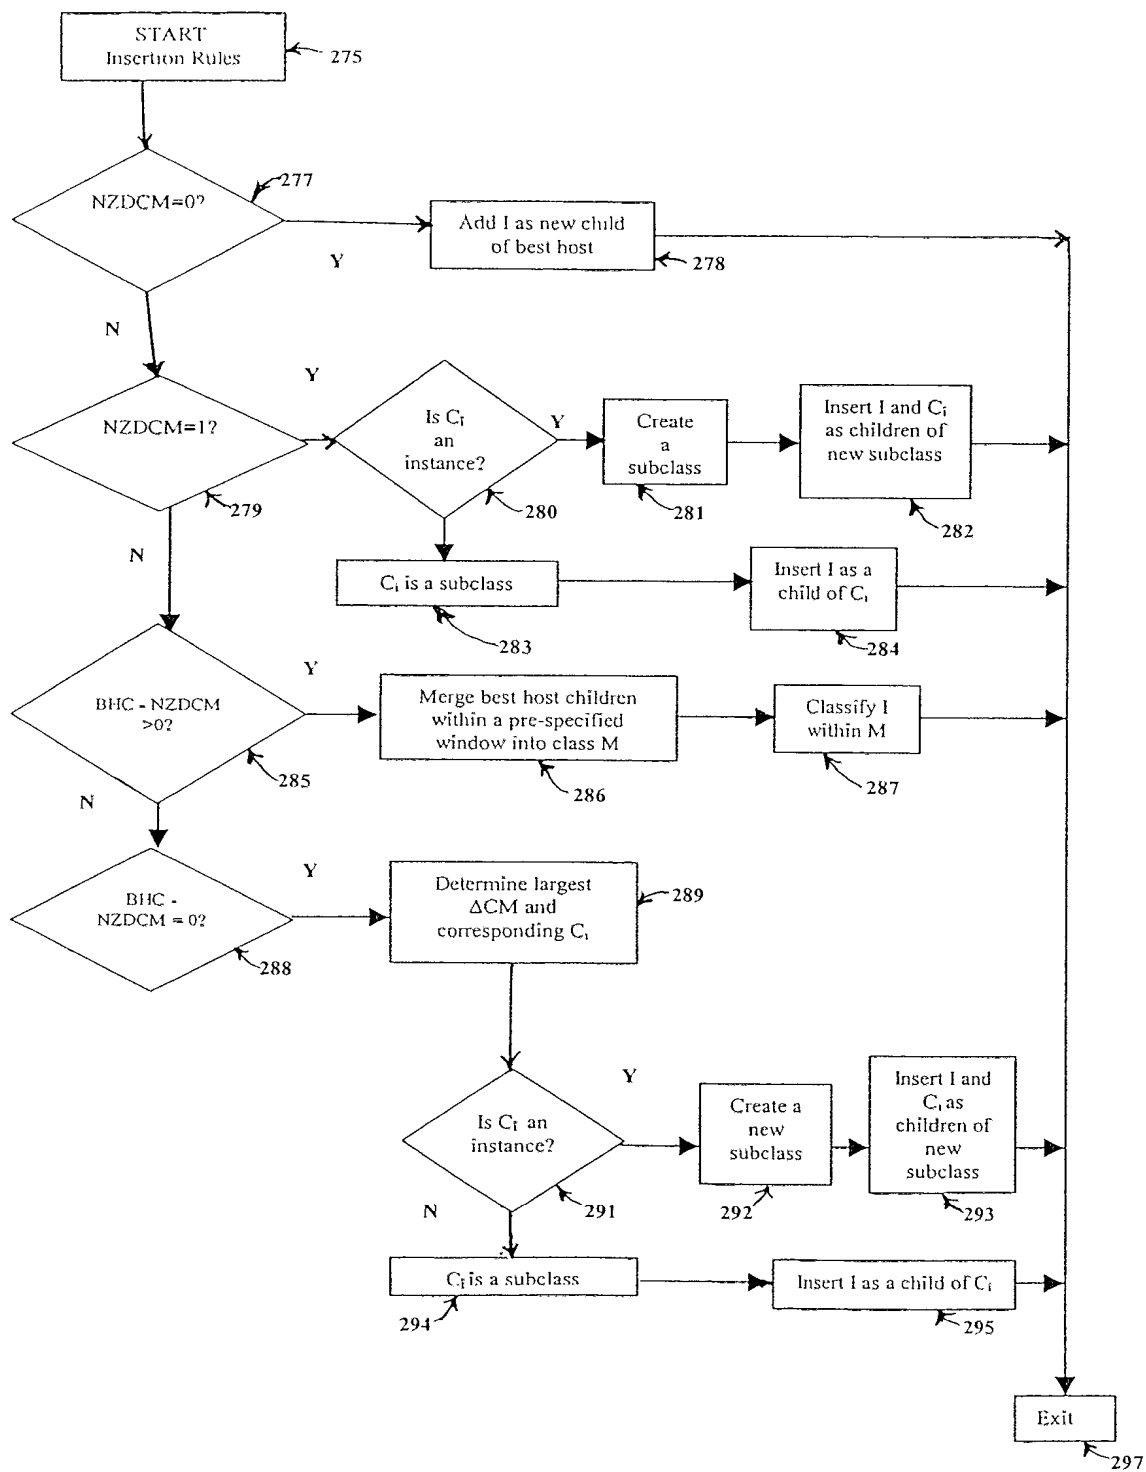 START
Insertion Rules
275
NZDCM=0?
277
Y
Add I as new child
of best host
278
N
NZDCM=1?
279
Y
Is Cᵢ
an
instance?
280
Y
Create
a
subclass
281
Insert I and Cᵢ
as children of
new subclass
282
Cᵢ is a subclass
283
Insert I as a
child of Cᵢ
284
N
BHC - NZDCM
>0?
285
Y
Merge best host children
within a pre-specified
window into class M
286
Classify I
within M
287
N
BHC -
NZDCM = 0?
288
Y
Determine largest
ΔCM and
corresponding Cᵢ
289
Is Cᵢ an
instance?
291
Y
Create a
new
subclass
292
Insert I and
Cᵢ as
children of
new
subclass
293
N
Cᵢ is a subclass
294
Insert I as a child of Cᵢ
295
Exit
297